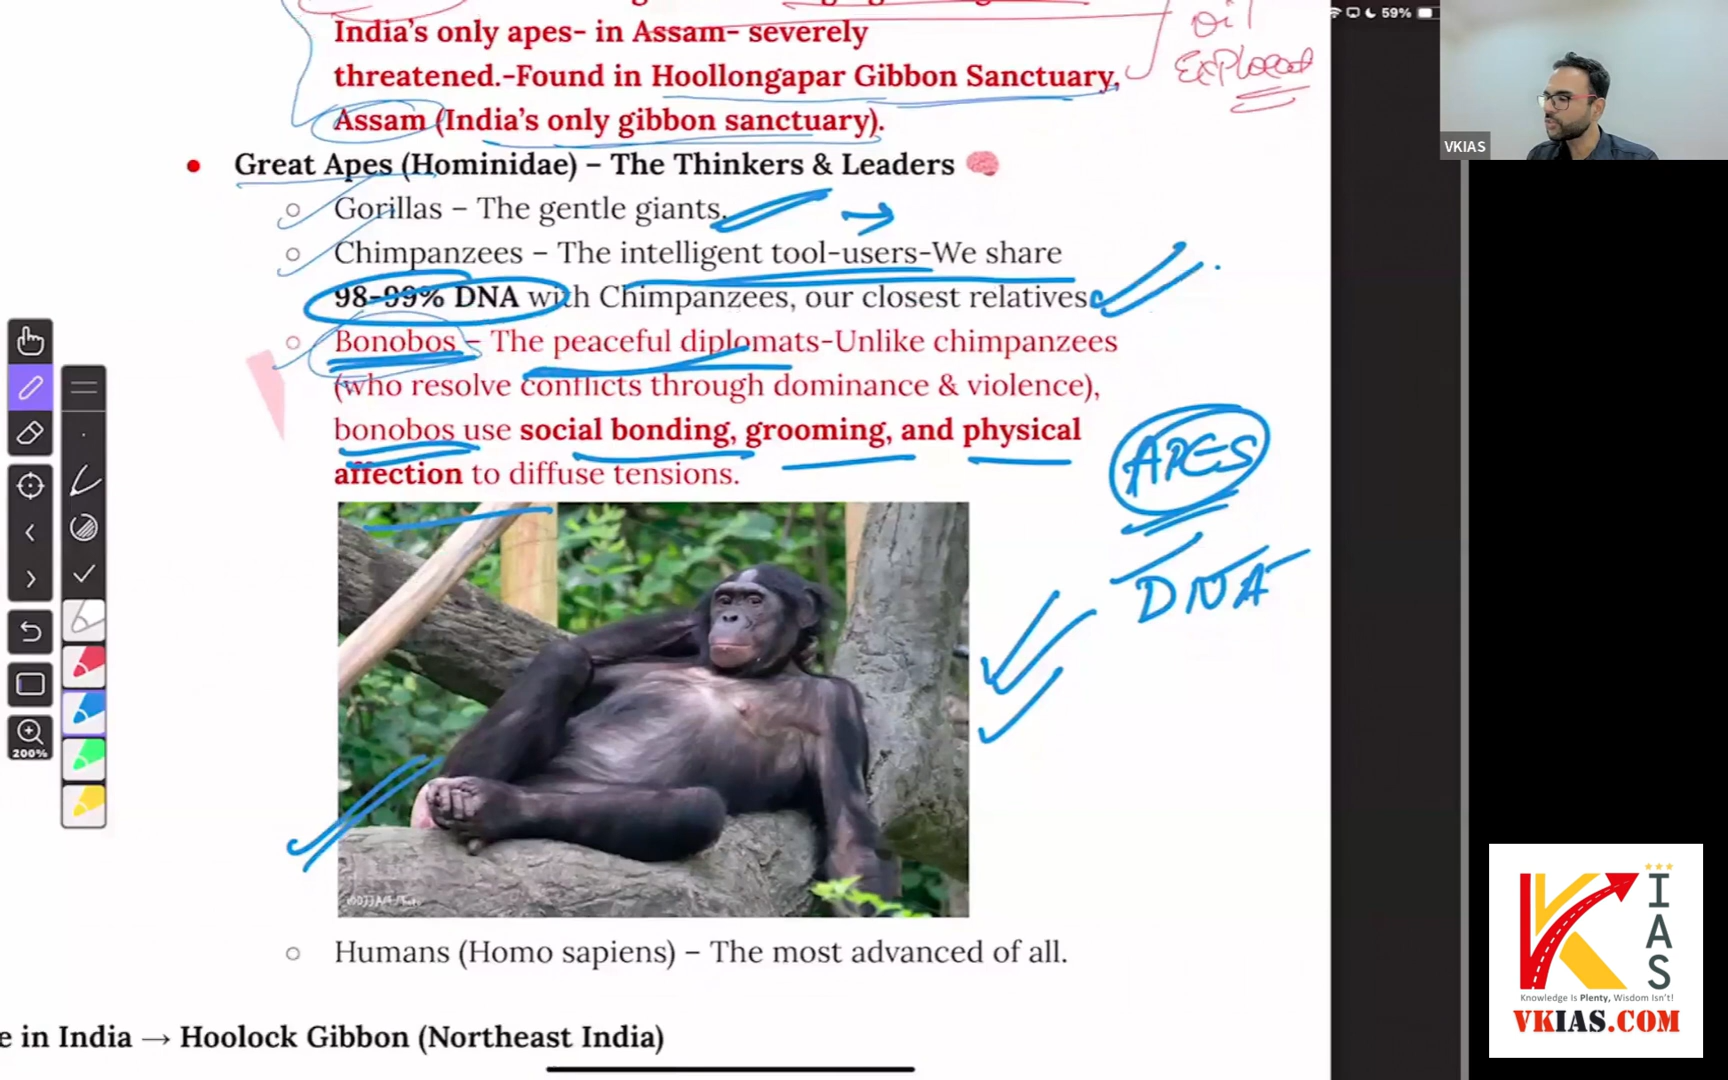 59%
India's only apes- in Assam- severely
threatened.-Found in Hoollongapar Gibbon Sanctuary,
Assam (India's only gibbon sanctuary).
oil
Great Apes (Hominidae) – The Thinkers & Leaders
Gorillas – The gentle giants.
Chimpanzees – The intelligent tool-users-We share
98-99% DNA with Chimpanzees, our closest relatives
Bonobos – The peaceful diplomats-Unlike chimpanzees
(who resolve conflicts through dominance & violence),
bonobos use social bonding, grooming, and physical
affection to diffuse tensions.
APES
DNA
Humans (Homo sapiens) – The most advanced of all.
e in India → Hoolock Gibbon (Northeast India)
200%
VKIAS
K IAS
Knowledge Is Plenty, Wisdom Isn't!
VKIAS.COM